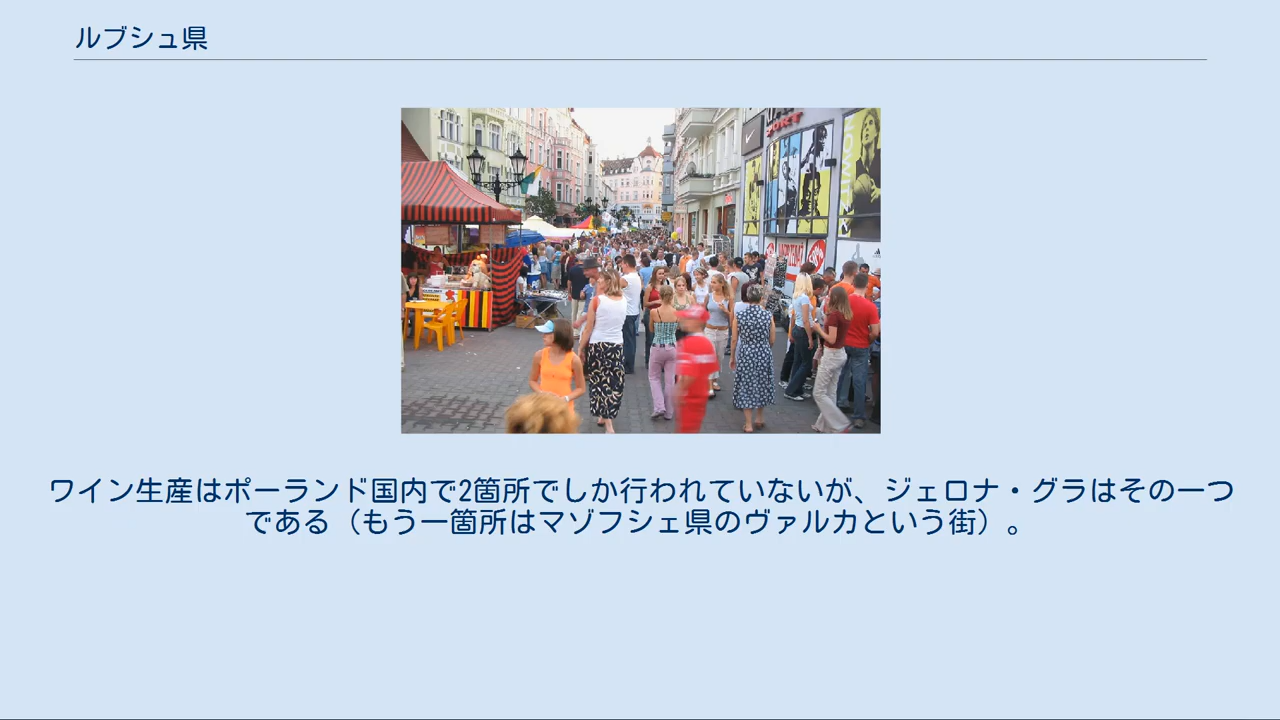 ルブシュ県
ワイン生産はポーランド国内で2箇所でしか行われていないが、ジェロナ・グラはその一つ
である（もう一箇所はマゾフシェ県のヴァルカという街）。